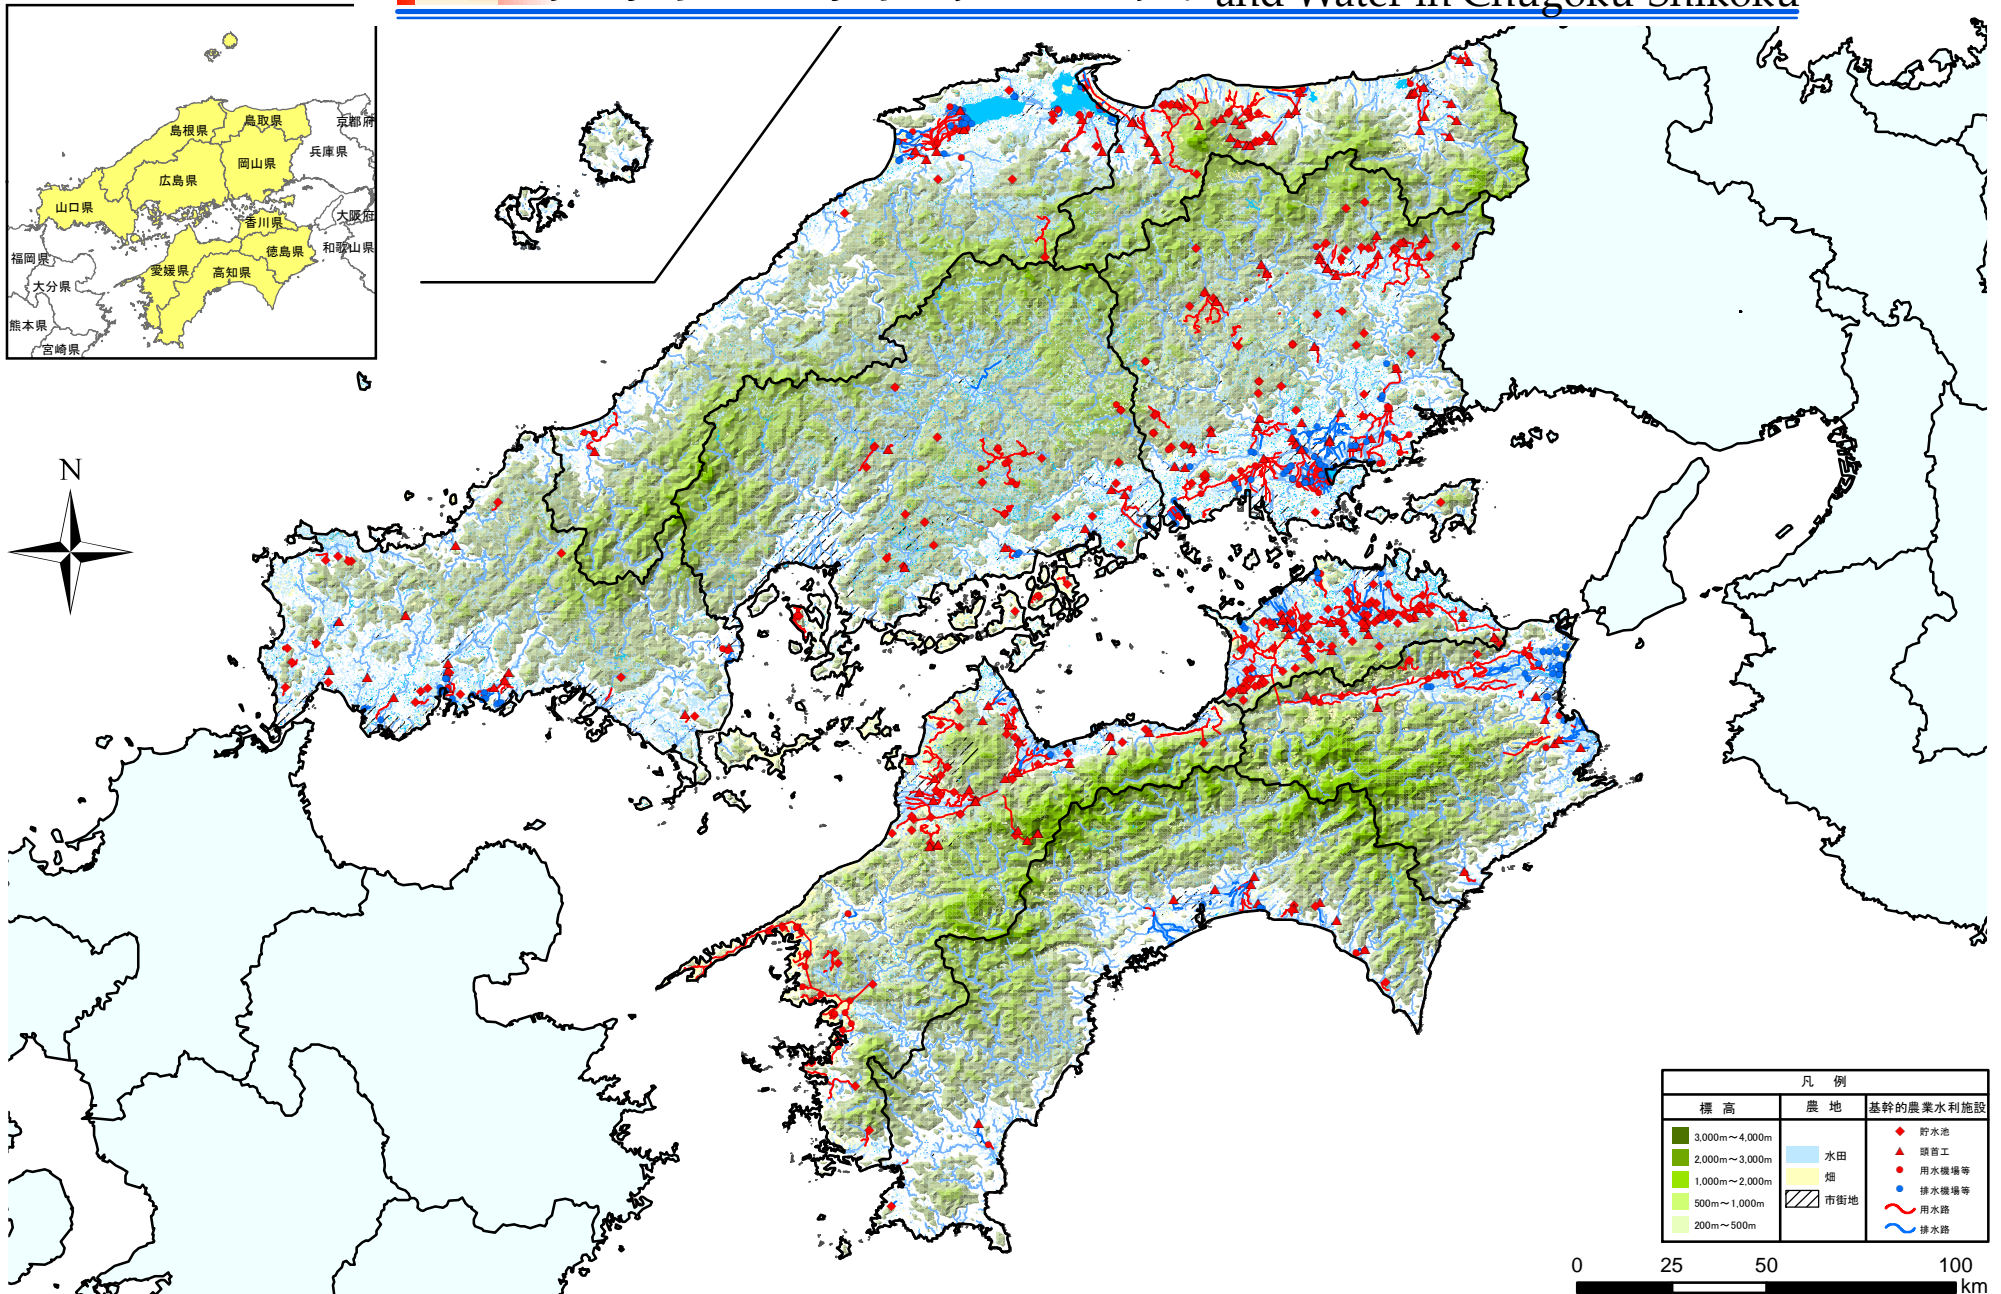 and Water in Chugoku-Shikoku
島根県
鳥取県
京都府
兵庫県
岡山県
広島県
山口県
大阪府
香川県
和歌山県
徳島県
福岡県
愛媛県
高知県
大分県
熊本県
宮崎県
N
凡 例
標 高
農 地
基幹的農業水利施設
3,000m～4,000m
2,000m～3,000m
1,000m～2,000m
500m～1,000m
200m～500m
水田
畑
市街地
貯水池
頭首工
用水機場等
排水機場等
用水路
排水路
0 25 50 100
km